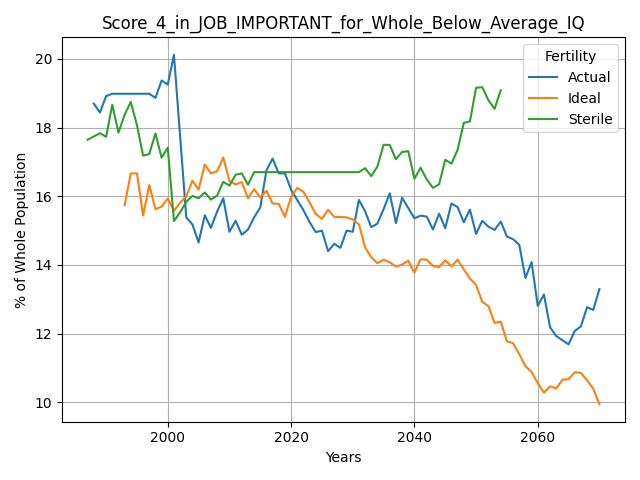 Score_4_in_JOB_IMPORTANT_for_Whole_Below_Average_IQ
Fertility
Actual
Ideal
Sterile
% of Whole Population
20
18
16
14
12
10
2000
2020
2040
2060
Years